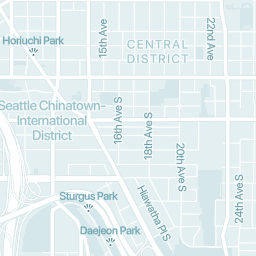 15th Ave
22nd Ave
Horiuchi Park
CENTRAL
DISTRICT
Seattle Chinatown-
International
District
16th Ave S
18th Ave S
20th Ave S
24th Ave S
Sturgus Park
Hiawatha Pl S
Daejeon Park